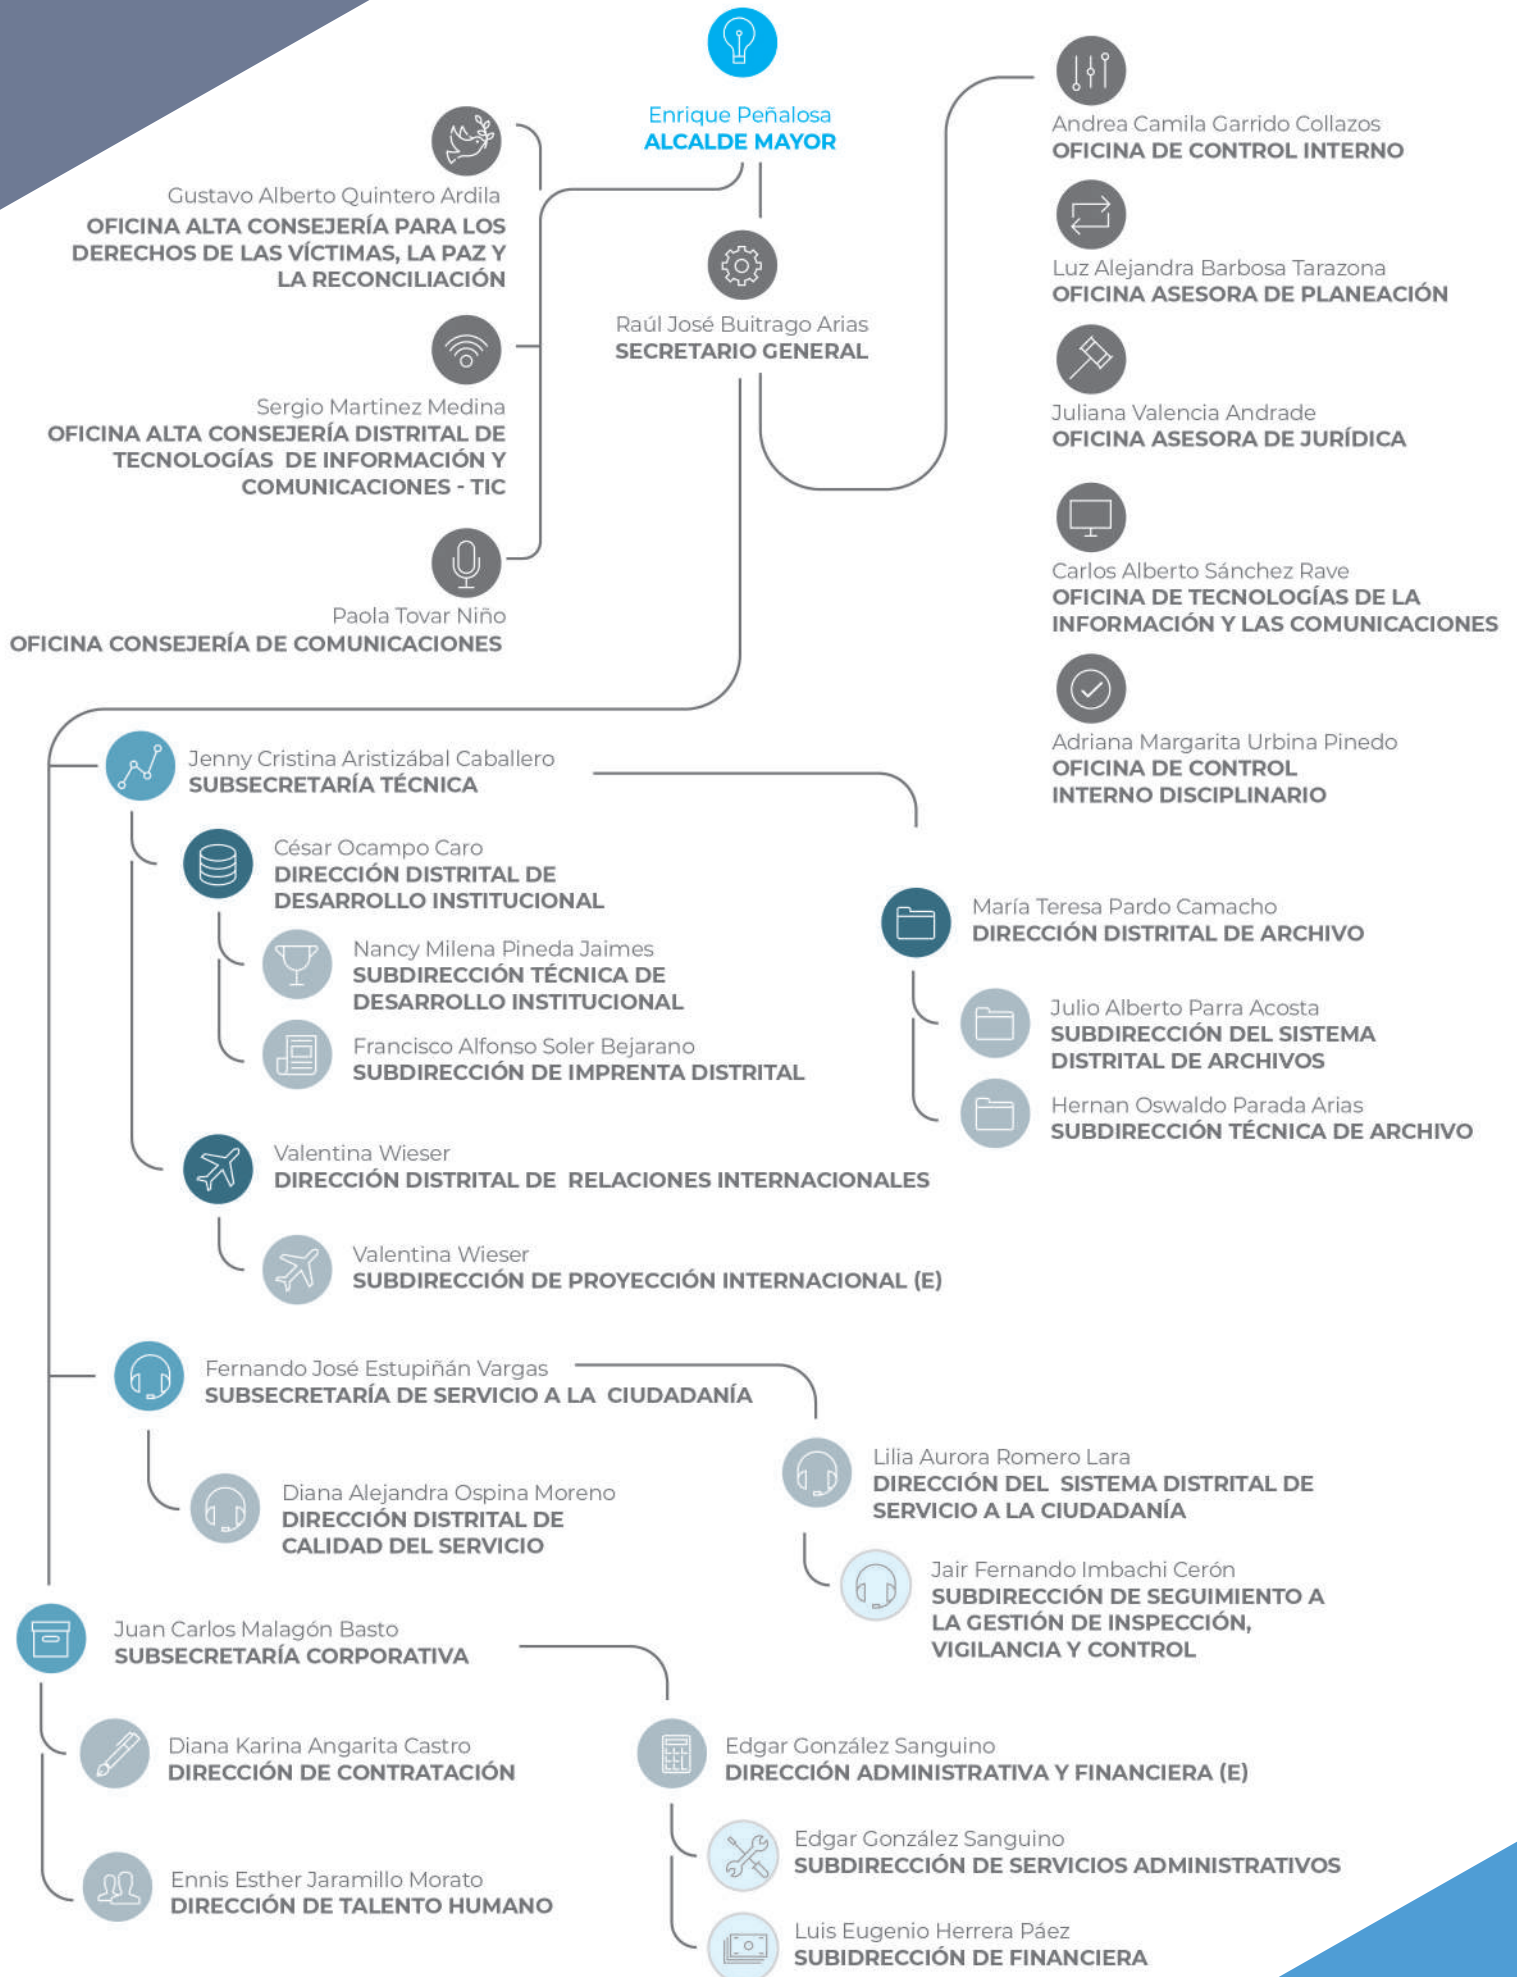 Enrique Peñalosa
ALCALDE MAYOR
Gustavo Alberto Quintero Ardila
OFICINA ALTA CONSEJERÍA PARA LOS
DERECHOS DE LAS VÍCTIMAS, LA PAZ Y
LA RECONCILIACIÓN
Sergio Martinez Medina
OFICINA ALTA CONSEJERÍA DISTRITAL DE
TECNOLOGÍAS DE INFORMACIÓN Y
COMUNICACIONES - TIC
Paola Tovar Niño
OFICINA CONSEJERÍA DE COMUNICACIONES
Raúl José Buitrago Arias
SECRETARIO GENERAL
Andrea Camila Garrido Collazos
OFICINA DE CONTROL INTERNO
Luz Alejandra Barbosa Tarazona
OFICINA ASESORA DE PLANEACIÓN
Juliana Valencia Andrade
OFICINA ASESORA DE JURÍDICA
Carlos Alberto Sánchez Rave
OFICINA DE TECNOLOGÍAS DE LA
INFORMACIÓN Y LAS COMUNICACIONES
Adriana Margarita Urbina Pinedo
OFICINA DE CONTROL
INTERNO DISCIPLINARIO
Jenny Cristina Aristizábal Caballero
SUBSECRETARÍA TÉCNICA
César Ocampo Caro
DIRECCIÓN DISTRITAL DE
DESARROLLO INSTITUCIONAL
Nancy Milena Pineda Jaimes
SUBDIRECCIÓN TÉCNICA DE
DESARROLLO INSTITUCIONAL
Francisco Alfonso Soler Bejarano
SUBDIRECCIÓN DE IMPRENTA DISTRITAL
Valentina Wieser
DIRECCIÓN DISTRITAL DE RELACIONES INTERNACIONALES
Valentina Wieser
SUBDIRECCIÓN DE PROYECCIÓN INTERNACIONAL (E)
María Teresa Pardo Camacho
DIRECCIÓN DISTRITAL DE ARCHIVO
Julio Alberto Parra Acosta
SUBDIRECCIÓN DEL SISTEMA
DISTRITAL DE ARCHIVOS
Hernan Oswaldo Parada Arias
SUBDIRECCIÓN TÉCNICA DE ARCHIVO
Fernando José Estupiñán Vargas
SUBSECRETARÍA DE SERVICIO A LA CIUDADANÍA
Diana Alejandra Ospina Moreno
DIRECCIÓN DISTRITAL DE
CALIDAD DEL SERVICIO
Lilia Aurora Romero Lara
DIRECCIÓN DEL SISTEMA DISTRITAL DE
SERVICIO A LA CIUDADANÍA
Jair Fernando Imbachi Cerón
SUBDIRECCIÓN DE SEGUIMIENTO A
LA GESTIÓN DE INSPECCIÓN,
VIGILANCIA Y CONTROL
Juan Carlos Malagón Basto
SUBSECRETARÍA CORPORATIVA
Diana Karina Angarita Castro
DIRECCIÓN DE CONTRATACIÓN
Ennis Esther Jaramillo Morato
DIRECCIÓN DE TALENTO HUMANO
Edgar González Sanguino
DIRECCIÓN ADMINISTRATIVA Y FINANCIERA (E)
Edgar González Sanguino
SUBDIRECCIÓN DE SERVICIOS ADMINISTRATIVOS
Luis Eugenio Herrera Páez
SUBIDRECCIÓN DE FINANCIERA